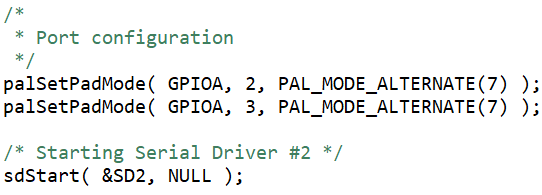 /*
 * Port configuration
 */
palSetPadMode( GPIOA, 2, PAL_MODE_ALTERNATE(7) );
palSetPadMode( GPIOA, 3, PAL_MODE_ALTERNATE(7) );
/* Starting Serial Driver #2 */
sdStart( &SD2, NULL );